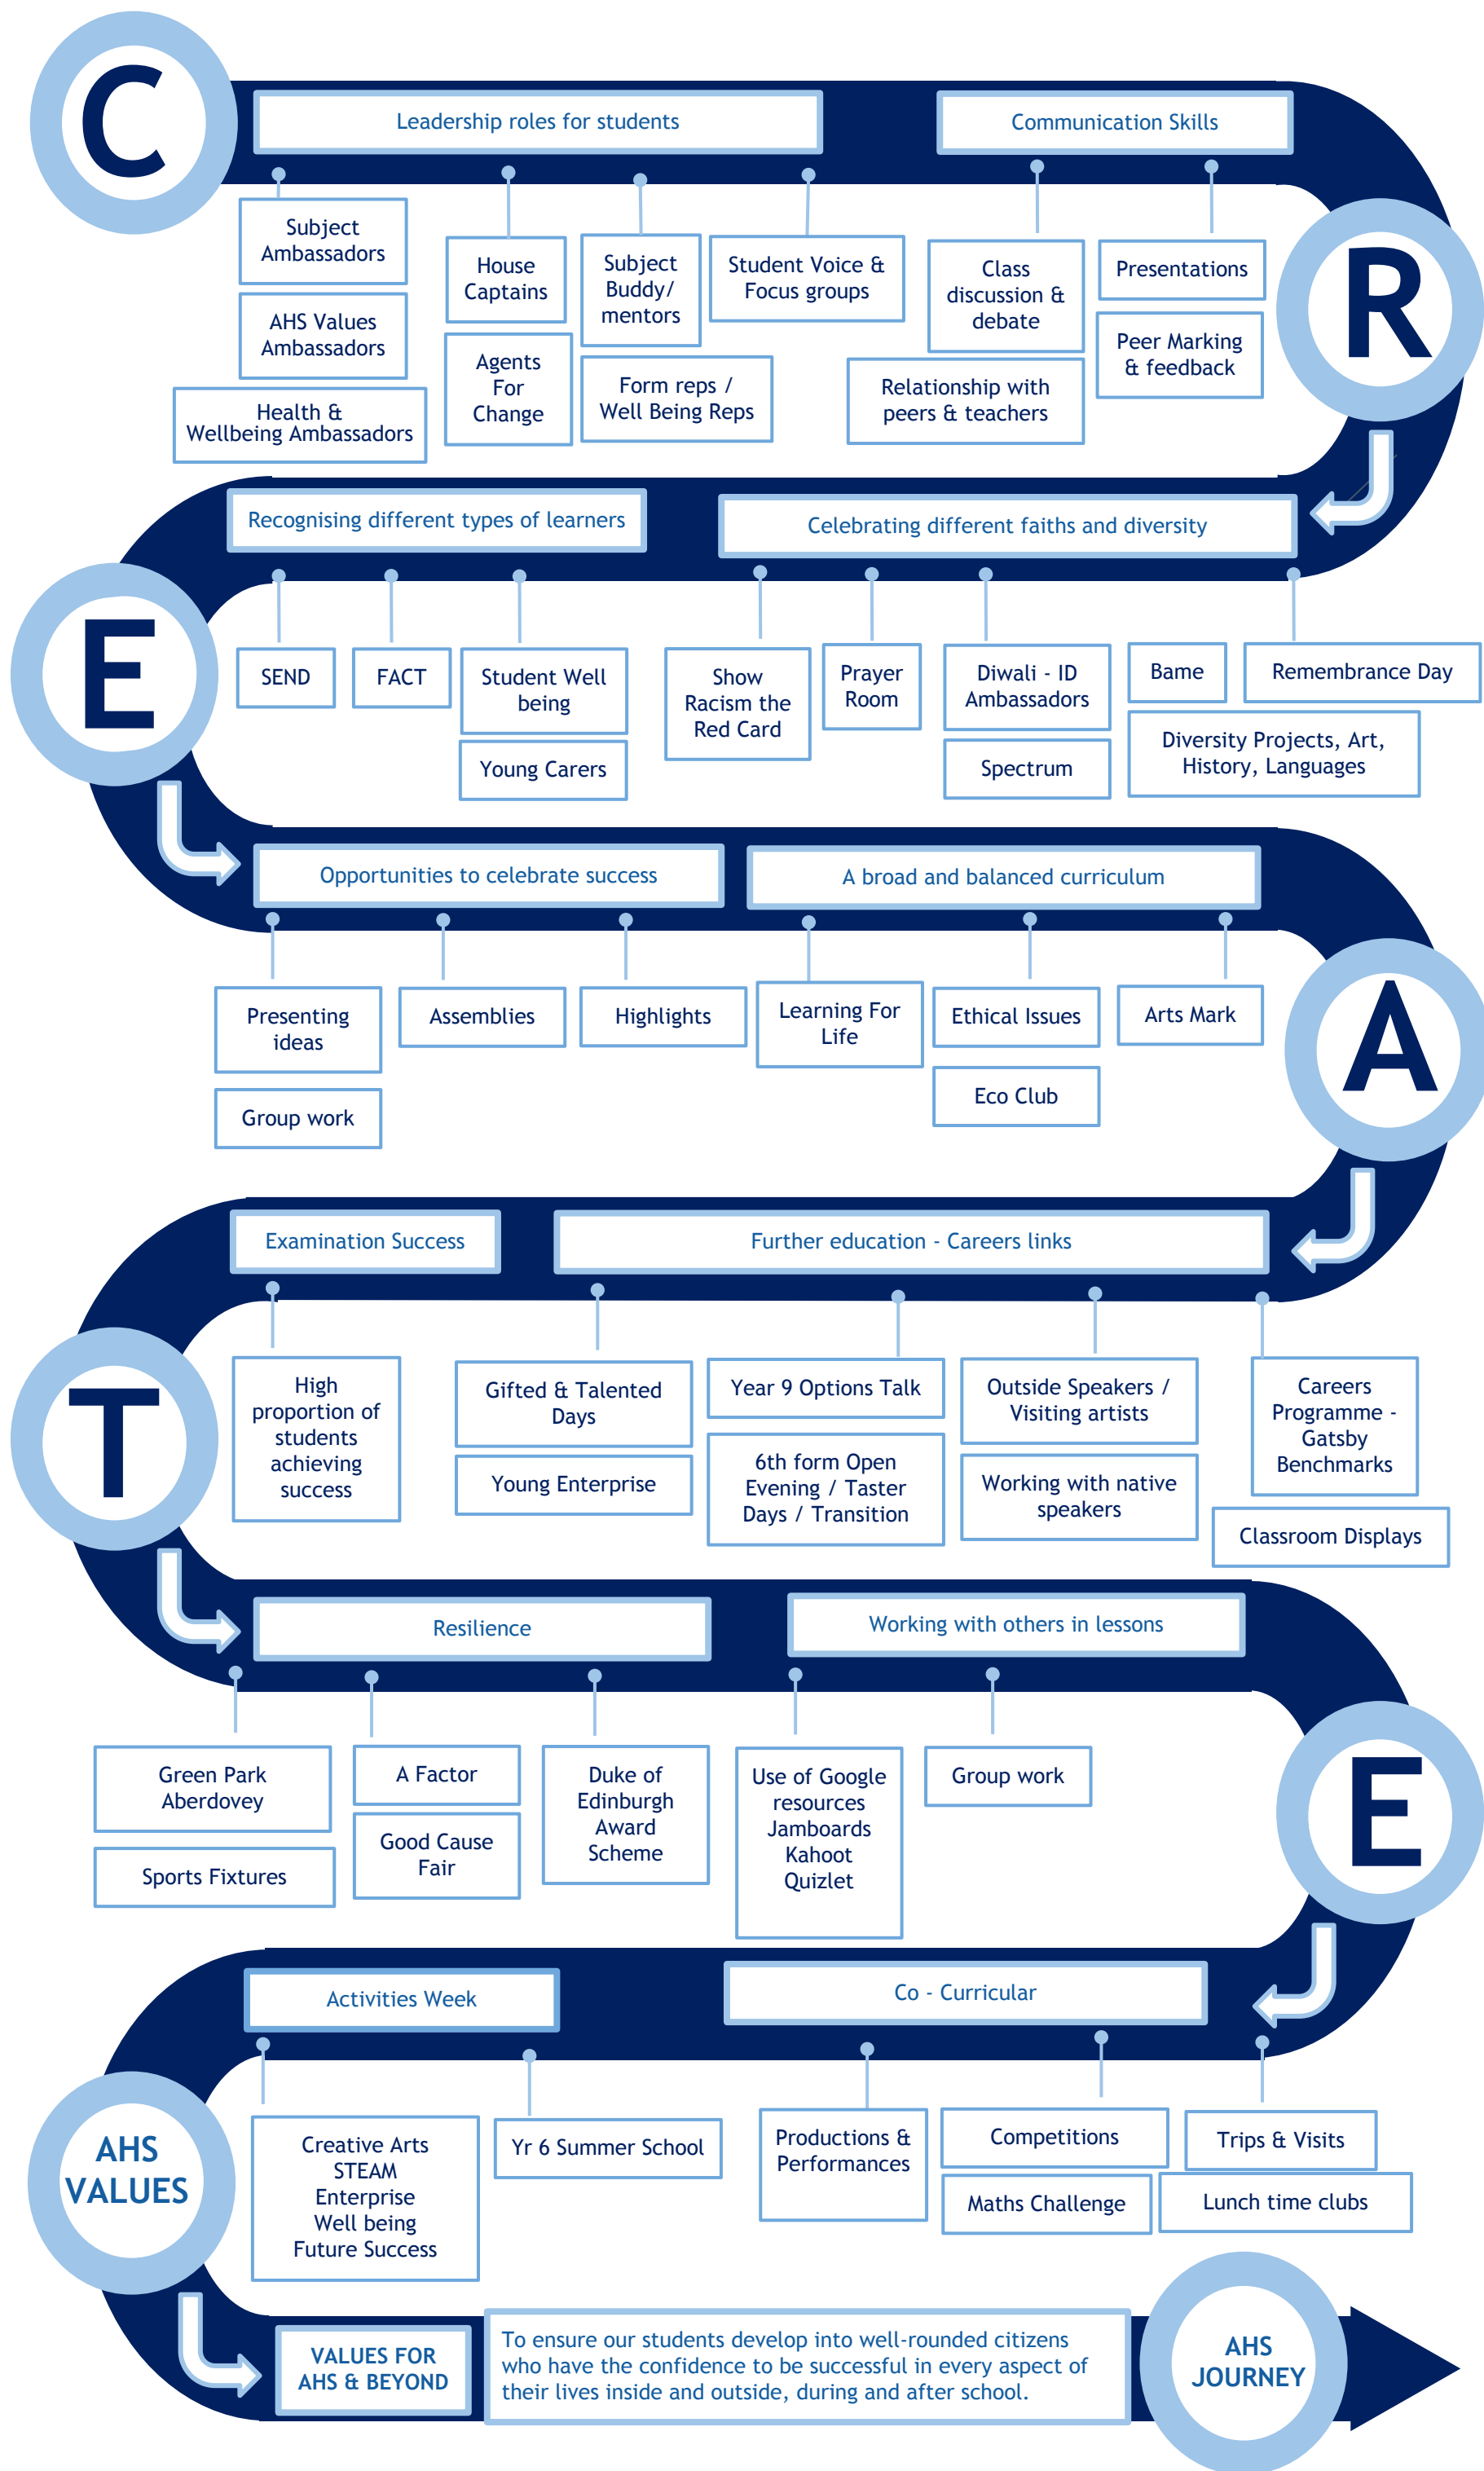 C
Leadership roles for students
Communication Skills
Subject
Ambassadors
AHS Values
Ambassadors
Health &
Wellbeing Ambassadors
House
Captains
Agents
For
Change
Subject
Buddy/
mentors
Form reps /
Well Being Reps
Student Voice &
Focus groups
Class
discussion &
debate
Relationship with
peers & teachers
Presentations
Peer Marking
& feedback
R
Celebrating different faiths and diversity
Recognising different types of learners
SEND
FACT
Student Well
being
Young Carers
Show
Racism the
Red Card
Prayer
Room
Diwali - ID
Ambassadors
Spectrum
Bame
Remembrance Day
Diversity Projects, Art,
History, Languages
E
Opportunities to celebrate success
A broad and balanced curriculum
Presenting
ideas
Group work
Assemblies
Highlights
Learning For
Life
Ethical Issues
Eco Club
Arts Mark
A
Examination Success
Further education - Careers links
High
proportion of
students
achieving
success
Gifted & Talented
Days
Young Enterprise
Year 9 Options Talk
6th form Open
Evening / Taster
Days / Transition
Outside Speakers /
Visiting artists
Working with native
speakers
Careers
Programme -
Gatsby
Benchmarks
Classroom Displays
T
Resilience
Working with others in lessons
Green Park
Aberdovey
Sports Fixtures
A Factor
Good Cause
Fair
Duke of
Edinburgh
Award
Scheme
Use of Google
resources
Jamboards
Kahoot
Quizlet
Group work
E
Activities Week
Co - Curricular
Creative Arts
STEAM
Enterprise
Well being
Future Success
Yr 6 Summer School
Productions &
Performances
Competitions
Maths Challenge
Trips & Visits
Lunch time clubs
AHS
VALUES
VALUES FOR
AHS & BEYOND
To ensure our students develop into well-rounded citizens
who have the confidence to be successful in every aspect of
their lives inside and outside, during and after school.
AHS
JOURNEY